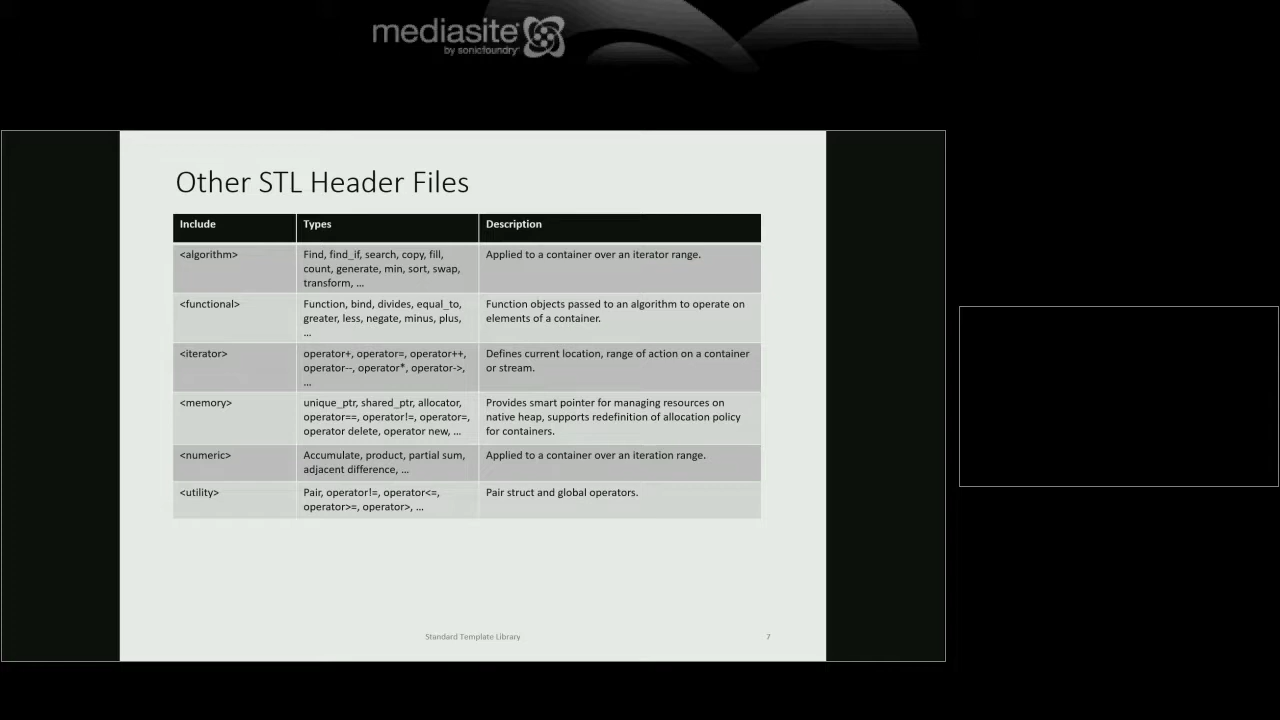 mediasite
by sonicfoundry
Other STL Header Files
Include Types Description
<algorithm> Find, find_if, search, copy, fill, Applied to a container over an iterator range.
count, generate, min, sort, swap,
transform, ...
<functional> Function, bind, divides, equal_to, Function objects passed to an algorithm to operate on
greater, less, negate, minus, plus, elements of a container.
...
<iterator> operator+, operator=, operator++, Defines current location, range of action on a container
operator--, operator*, operator->, or stream.
...
<memory> unique_ptr, shared_ptr, allocator, Provides smart pointer for managing resources on
operator==, operator!=, operator=, native heap, supports redefinition of allocation policy
operator delete, operator new, ... for containers.
<numeric> Accumulate, product, partial sum, Applied to a container over an iteration range.
adjacent difference, ...
<utility> Pair, operator!=, operator<=, Pair struct and global operators.
operator>=, operator>, ...
Standard Template Library 7